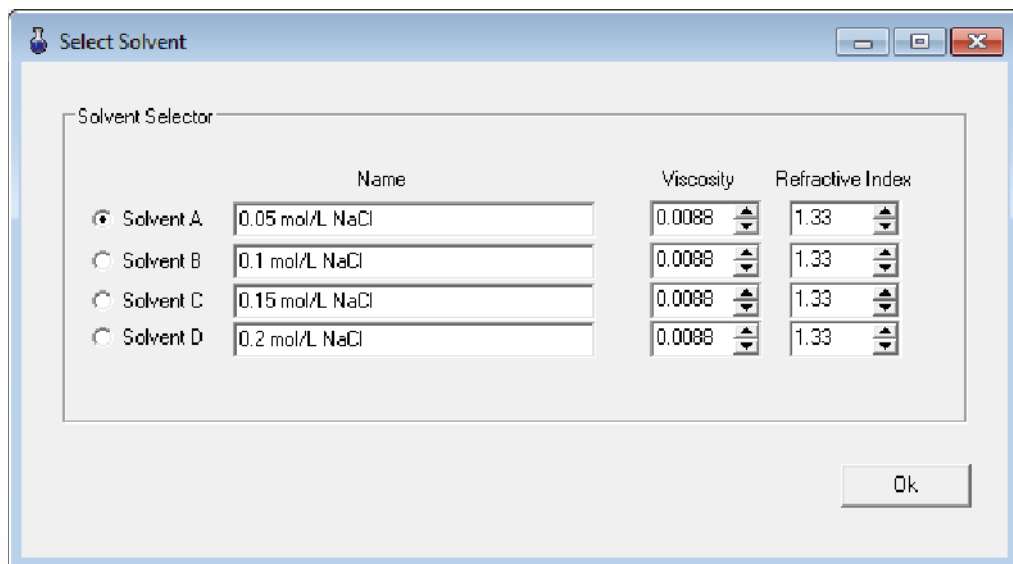 Select Solvent
Solvent Selector
Name Viscosity Refractive Index
Solvent A 0.05 mol/L NaCl 0.0088 1.33
Solvent B 0.1 mol/L NaCl 0.0088 1.33
Solvent C 0.15 mol/L NaCl 0.0088 1.33
Solvent D 0.2 mol/L NaCl 0.0088 1.33
Ok